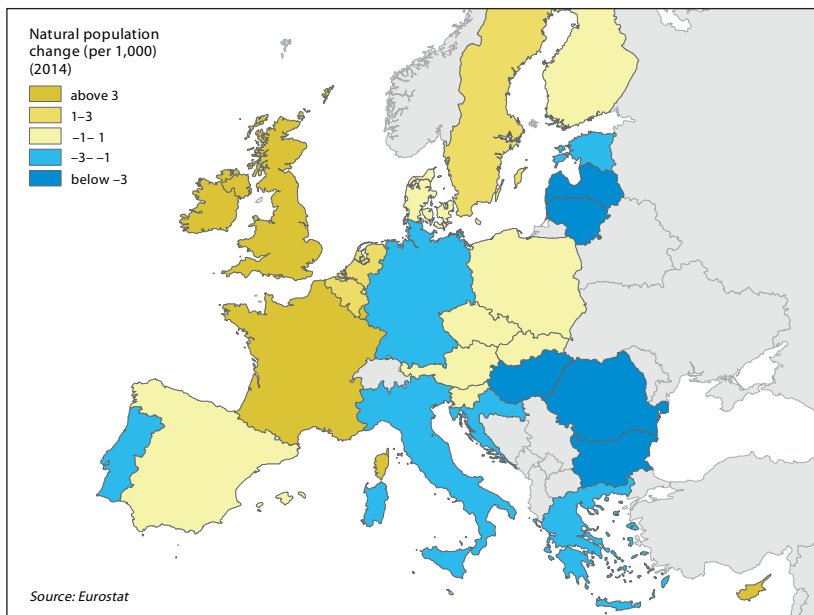 Natural population
change (per 1,000)
(2014)
above 3
1–3
–1– 1
–3– –1
below –3
Source: Eurostat